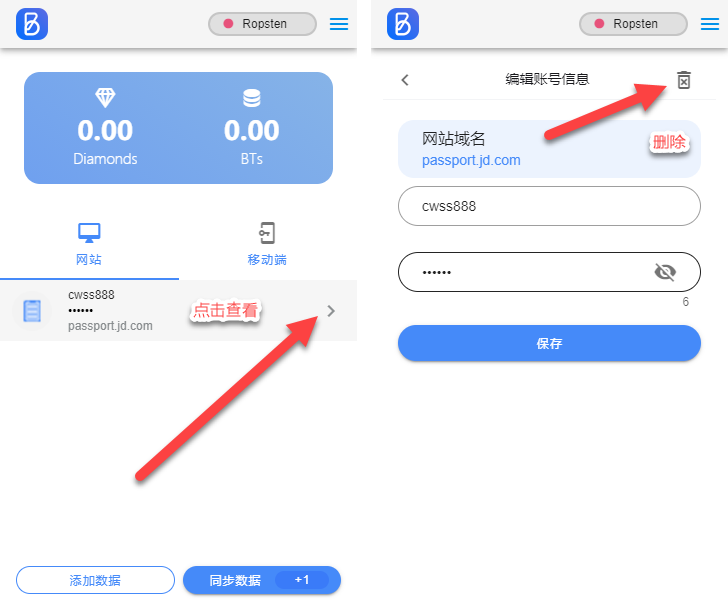 Ropsten
0.00
Diamonds
0.00
BTs
网站
移动端
cwss888
••••••
passport.jd.com
点击查看
添加数据
同步数据 +1
Ropsten
编辑账号信息
删除
网站域名
passport.jd.com
cwss888
••••••
6
保存